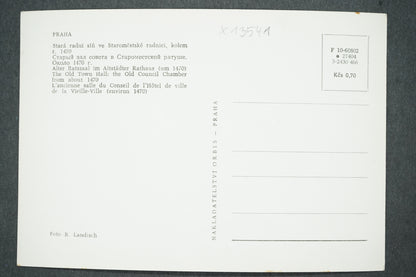 x 13541
PRAHA
Stará radní síň ve Staroměstské radnici, kolem
r. 1470
Старый зал совета в Староместской ратуше.
Около 1470 г.
Alter Ratssaal im Altstädter Rathaus (um 1470)
The Old Town Hall: the Old Council Chamber
from about 1470
L'ancienne salle du Conseil de l'Hôtel de ville
de la Vieille-Ville (environ 1470)
F 10-60802
27404
3-2430 466
Kčs 0,70
NAKLADATELSTVÍ ORBIS - PRAHA
Foto R. Landisch